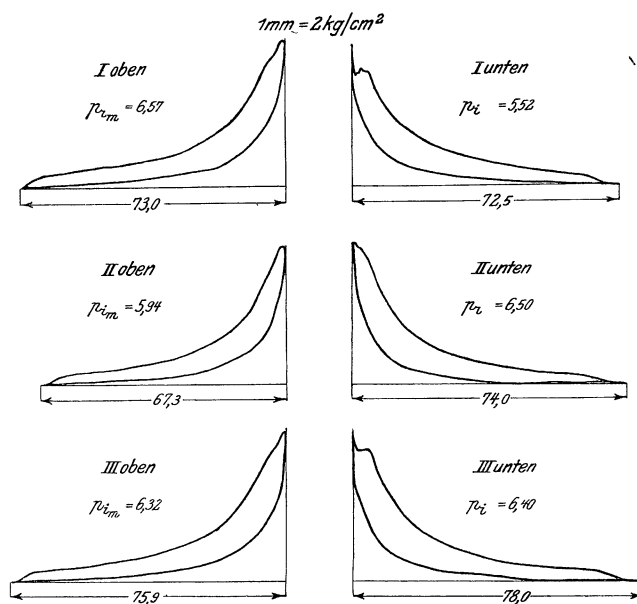 1mm = 2kg/cm²
I oben
p_im = 6,57
73,0
I unten
p_i = 5,52
72,5
II oben
p_im = 5,94
67,3
II unten
p_i = 6,50
74,0
III oben
p_im = 6,32
75,9
III unten
p_i = 6,40
78,0